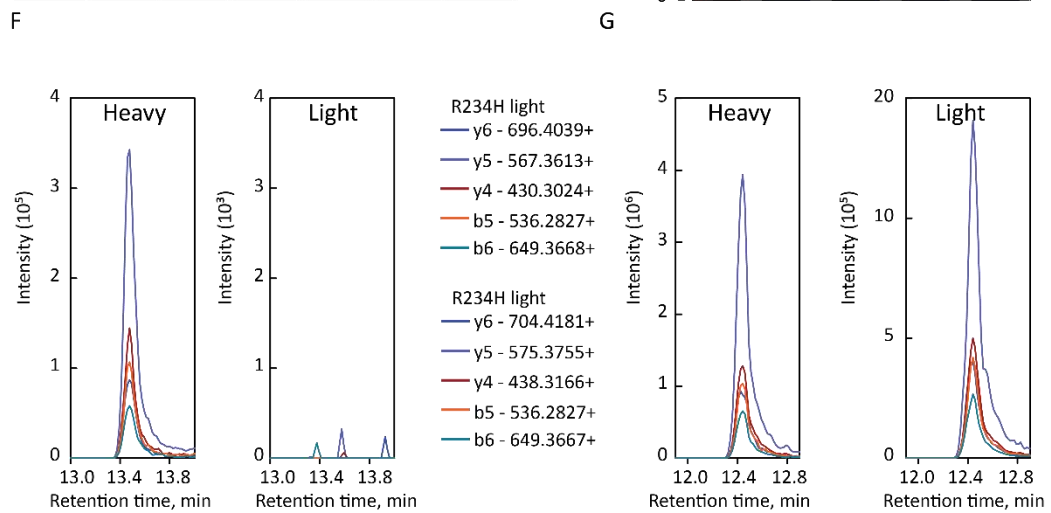 F
G
Heavy
Light
Intensity (10⁵)
4
3
2
1
0
13.0 13.4 13.8
Retention time, min
Intensity (10³)
4
3
2
1
0
13.0 13.4 13.8
Retention time, min
R234H light
y6 - 696.4039+
y5 - 567.3613+
y4 - 430.3024+
b5 - 536.2827+
b6 - 649.3668+
R234H light
y6 - 704.4181+
y5 - 575.3755+
y4 - 438.3166+
b5 - 536.2827+
b6 - 649.3667+
Heavy
Light
Intensity (10⁶)
5
4
3
2
1
0
12.0 12.4 12.8
Retention time, min
Intensity (10⁵)
20
10
5
0
12.0 12.4 12.8
Retention time, min